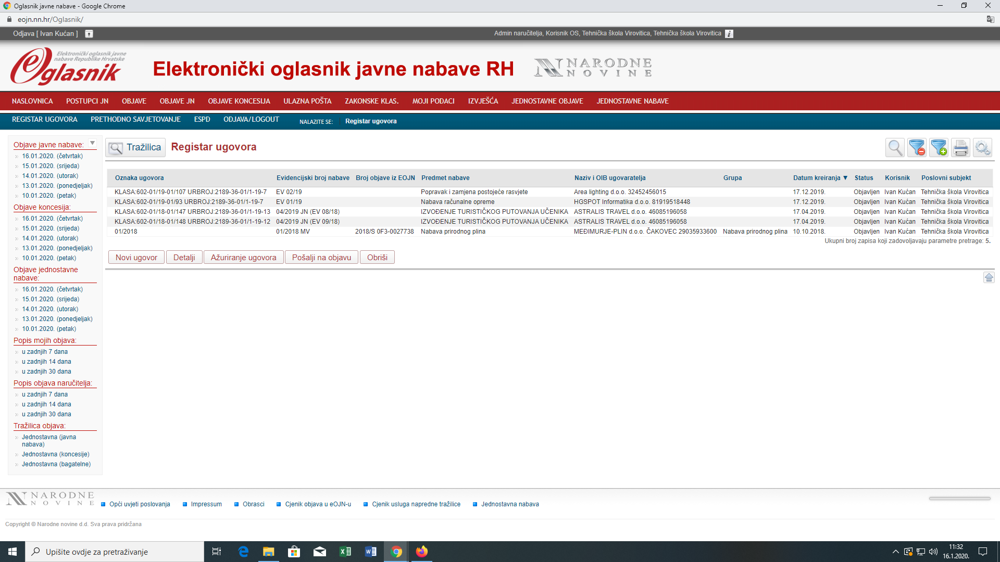 Oglasnik javne nabave - Google Chrome
eojn.nn.hr/Oglasnik/
Odjava [ Ivan Kućan ]
Admin naručitelja, Korisnik OS, Tehnička škola Virovitica, Tehnička škola Virovitica
Elektronički oglasnik javne
nabave Republike Hrvatske
eOglasnik
Elektronički oglasnik javne nabave RH
NARODNE
NOVINE
NASLOVNICA POSTUPCI JN OBJAVE OBJAVE JN OBJAVE KONCESIJA ULAZNA POŠTA ZAKONSKE KLAS. MOJI PODACI IZVJEŠĆA JEDNOSTAVNE OBJAVE JEDNOSTAVNE NABAVE
REGISTAR UGOVORA PRETHODNO SAVJETOVANJE ESPD ODJAVA/LOGOUT NALAZITE SE: Registar ugovora
Objave javne nabave:
16.01.2020. (četvrtak)
15.01.2020. (srijeda)
14.01.2020. (utorak)
13.01.2020. (ponedjeljak)
10.01.2020. (petak)
Objave koncesija:
16.01.2020. (četvrtak)
15.01.2020. (srijeda)
14.01.2020. (utorak)
13.01.2020. (ponedjeljak)
10.01.2020. (petak)
Objave jednostavne
nabave:
16.01.2020. (četvrtak)
15.01.2020. (srijeda)
14.01.2020. (utorak)
13.01.2020. (ponedjeljak)
10.01.2020. (petak)
Popis mojih objava:
u zadnjih 7 dana
u zadnjih 14 dana
u zadnjih 30 dana
Popis objava naručitelja:
u zadnjih 7 dana
u zadnjih 14 dana
u zadnjih 30 dana
Tražilica objava:
Jednostavna (javna
nabava)
Jednostavna (koncesije)
Jednostavna (bagatelne)
Tražilica Registar ugovora
Oznaka ugovora Evidencijski broj nabave Broj objave iz EOJN Predmet nabave Naziv i OIB ugovaratelja Grupa Datum kreiranja ▼ Status Korisnik Poslovni subjekt
KLASA:602-01/19-01/107 URBROJ:2189-36-01/1-19-7 EV 02/19 Popravak i zamjena postojeće rasvjete Area lighting d.o.o. 32452456015 17.12.2019. Objavljen Ivan Kućan Tehnička škola Virovitica
KLASA:602-01/19-01/93 URBROJ:2189-36-01/1-19-7 EV 01/19 Nabava računalne opreme HGSPOT Informatika d.o.o. 81919518448 17.12.2019. Objavljen Ivan Kućan Tehnička škola Virovitica
KLASA:602-01/18-01/147 URBROJ:2189-36-01/1-19-13 04/2019 JN (EV 08/18) IZVOĐENJE TURISTIČKOG PUTOVANJA UČENIKA ASTRALIS TRAVEL d.o.o. 46085196058 17.04.2019. Objavljen Ivan Kućan Tehnička škola Virovitica
KLASA:602-01/18-01/148 URBROJ:2189-36-01/1-19-12 04/2019 JN (EV 09/18) IZVOĐENJE TURISTIČKOG PUTOVANJA UČENIKA ASTRALIS TRAVEL d.o.o. 46085196058 17.04.2019. Objavljen Ivan Kućan Tehnička škola Virovitica
01/2018 01/2018 MV 2018/S 0F3-0027738 Nabava prirodnog plina MEĐIMURJE-PLIN d.o.o. ČAKOVEC 29035933600 Nabava prirodnog plina 10.10.2018. Objavljen Ivan Kućan Tehnička škola Virovitica
Ukupni broj zapisa koji zadovoljavaju parametre pretrage: 5.
Novi ugovor Detalji Ažuriranje ugovora Pošalji na objavu Obriši
NARODNE
NOVINE
Opći uvjeti poslovanja Impressum Obrasci Cjenik objava u eOJN-u Cjenik usluga napredne tražilice Jednostavna nabava
Copyright © Narodne novine d.d. Sva prava pridržana
Upišite ovdje za pretraživanje
11:32
16.1.2020.